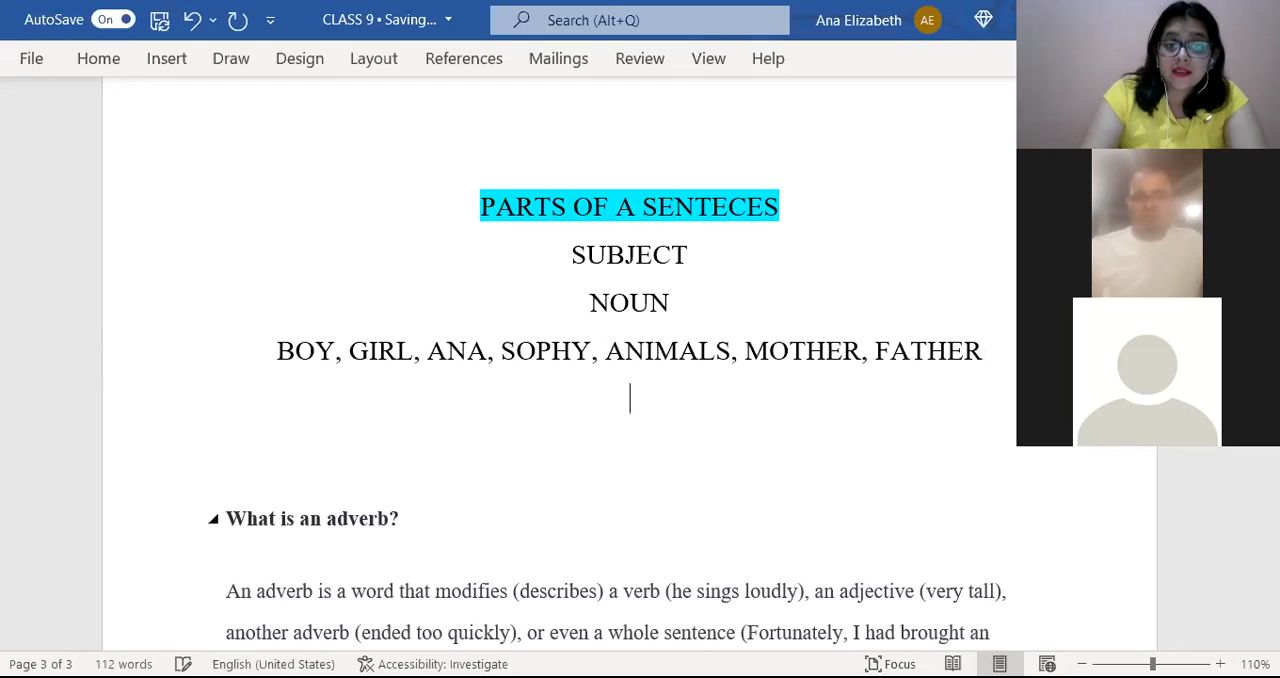 AutoSave On CLASS 9 • Saving... Search (Alt+Q) Ana Elizabeth AE
File Home Insert Draw Design Layout References Mailings Review View Help
PARTS OF A SENTECES
SUBJECT
NOUN
BOY, GIRL, ANA, SOPHY, ANIMALS, MOTHER, FATHER
What is an adverb?
An adverb is a word that modifies (describes) a verb (he sings loudly), an adjective (very tall),
another adverb (ended too quickly), or even a whole sentence (Fortunately, I had brought an
Page 3 of 3 112 words English (United States) Accessibility: Investigate Focus 110%